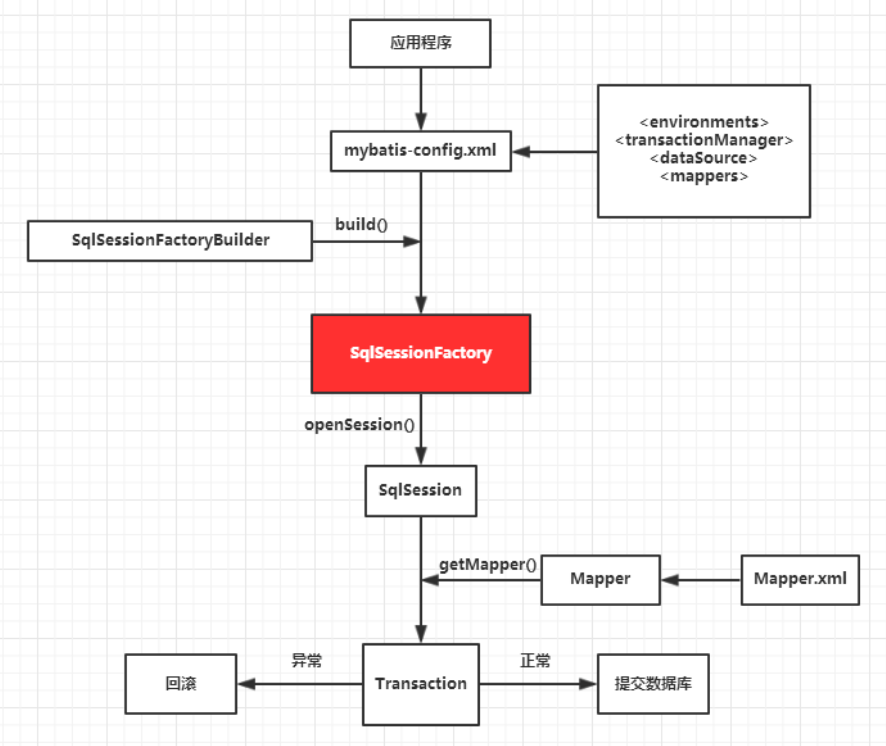 应用程序
<environments>
<transactionManager>
<dataSource>
<mappers>
mybatis-config.xml
build()
SqlSessionFactoryBuilder
SqlSessionFactory
openSession()
SqlSession
getMapper()
Mapper
Mapper.xml
异常
正常
回滚
Transaction
提交数据库